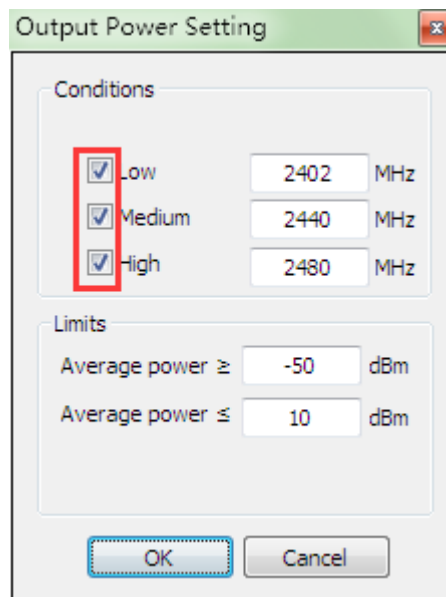 Output Power Setting
Conditions
Low 2402 MHz
Medium 2440 MHz
High 2480 MHz
Limits
Average power ≥ -50 dBm
Average power ≤ 10 dBm
OK Cancel